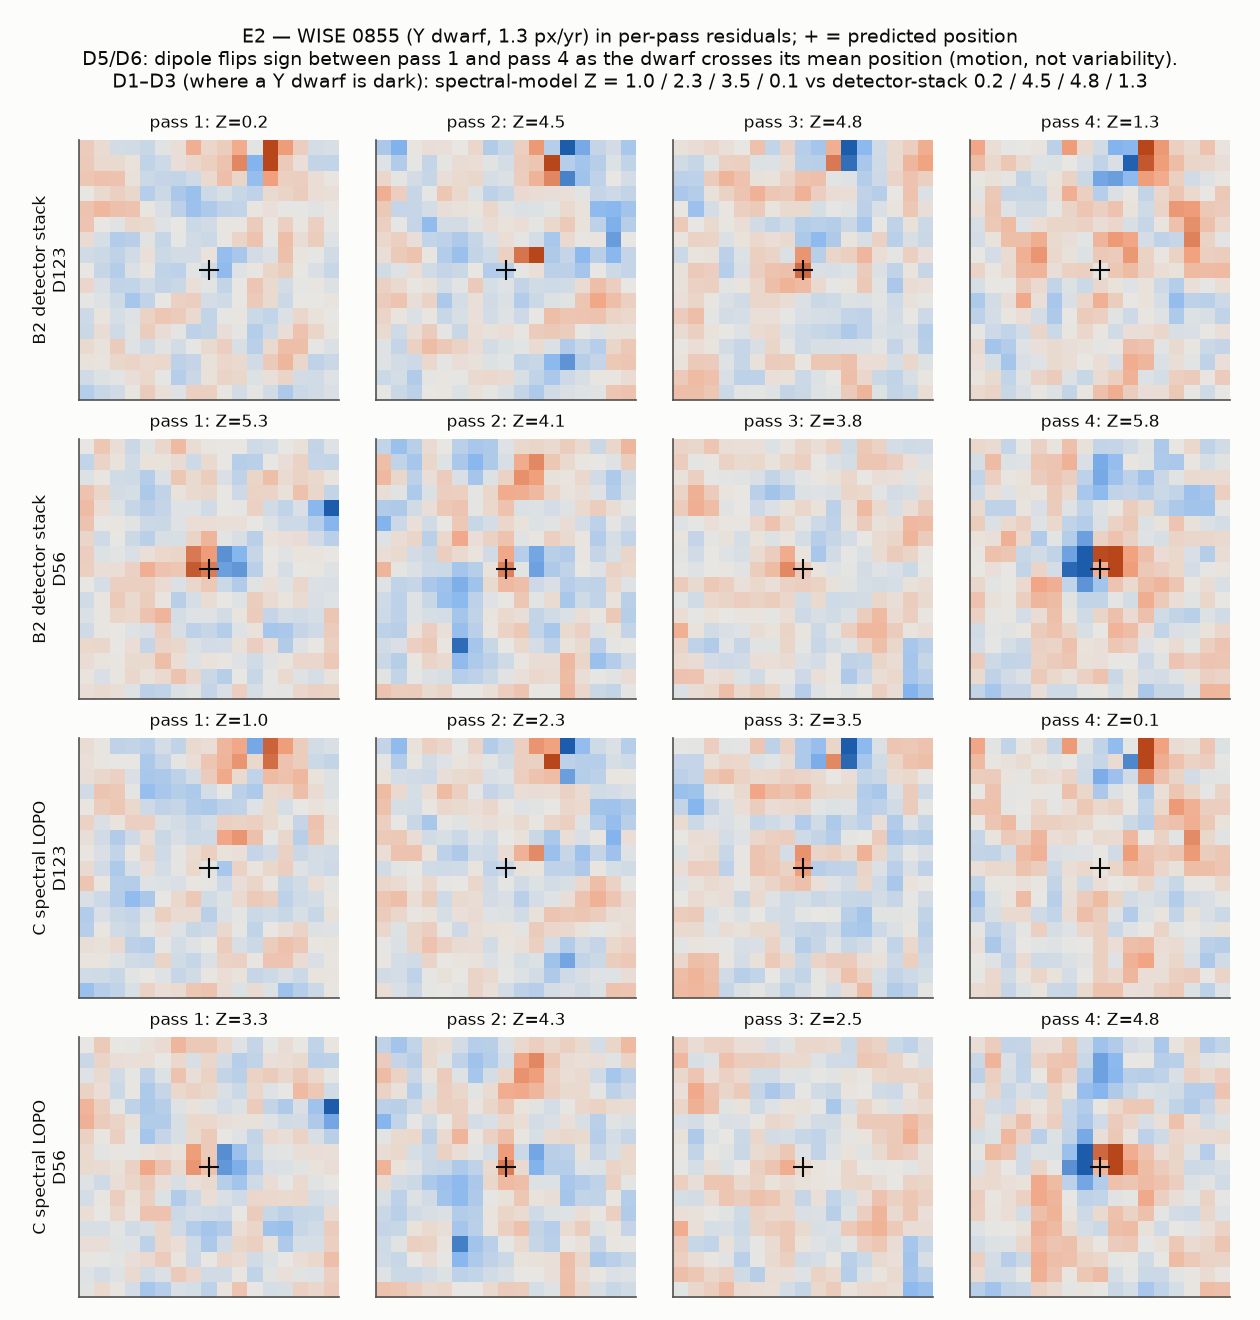 E2 — WISE 0855 (Y dwarf, 1.3 px/yr) in per-pass residuals; + = predicted position
D5/D6: dipole flips sign between pass 1 and pass 4 as the dwarf crosses its mean position (motion, not variability).
D1–D3 (where a Y dwarf is dark): spectral-model Z = 1.0 / 2.3 / 3.5 / 0.1 vs detector-stack 0.2 / 4.5 / 4.8 / 1.3
pass 1: Z=0.2
pass 2: Z=4.5
pass 3: Z=4.8
pass 4: Z=1.3
B2 detector stack
D123
pass 1: Z=5.3
pass 2: Z=4.1
pass 3: Z=3.8
pass 4: Z=5.8
B2 detector stack
D56
pass 1: Z=1.0
pass 2: Z=2.3
pass 3: Z=3.5
pass 4: Z=0.1
C spectral LOPO
D123
pass 1: Z=3.3
pass 2: Z=4.3
pass 3: Z=2.5
pass 4: Z=4.8
C spectral LOPO
D56